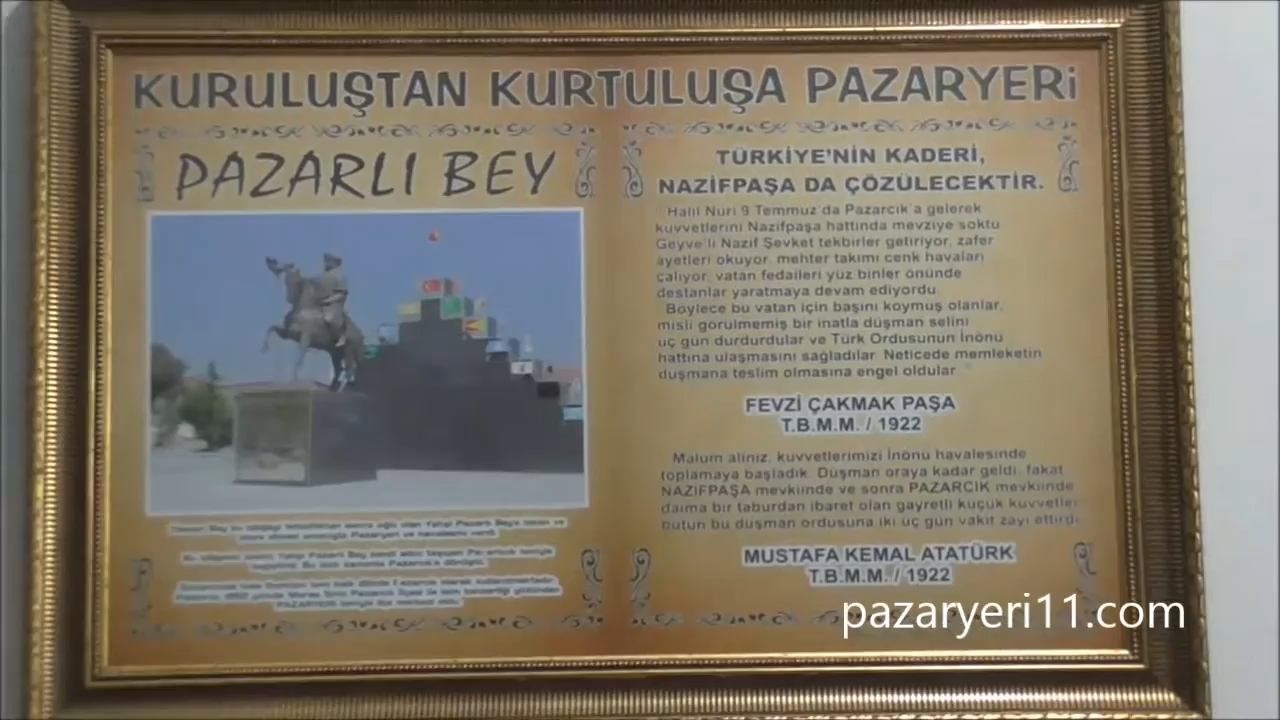 KURULUŞTAN KURTULUŞA PAZARYERi
PAZARLI BEY
TÜRKİYE'NİN KADERİ,
NAZİFPAŞA DA ÇÖZÜLECEKTİR.
Halil Nuri 9 Temmuz'da Pazarcık'a gelerek
kuvvetlerini Nazifpaşa hattında mevziye soktu
Geyve'li Nazif Şevket tekbirler getiriyor, zafer
ayetleri okuyor, mehter takımı cenk havaları
çalıyor, vatan fedaileri yüz binler önünde
destanlar yaratmaya devam ediyordu.
Böylece bu vatan için başını koymuş olanlar,
misli görülmemiş bir inatla düşman selini
üç gün durdurdular ve Türk Ordusunun İnönü
hattına ulaşmasını sağladılar. Neticede memleketin
düşmana teslim olmasına engel oldular
FEVZİ ÇAKMAK PAŞA
T.B.M.M. / 1922
Malum aliniz, kuvvetlerimizi İnönü havalesinde
toplamaya başladık. Düşman oraya kadar geldi, fakat
NAZİFPAŞA mevkiinde ve sonra PAZARCIK mevkiinde
daima bir taburdan ibaret olan gayretli küçük kuvvetler
bütün bu düşman ordusuna iki üç gün vakit zayi ettirdi.
MUSTAFA KEMAL ATATÜRK
T.B.M.M. / 1922
pazaryeri11.com